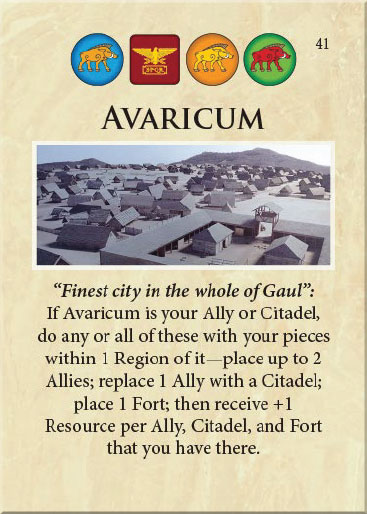 41
SPQR
AVARICUM
“Finest city in the whole of Gaul”:
If Avaricum is your Ally or Citadel,
do any or all of these with your pieces
within 1 Region of it—place up to 2
Allies; replace 1 Ally with a Citadel;
place 1 Fort; then receive +1
Resource per Ally, Citadel, and Fort
that you have there.